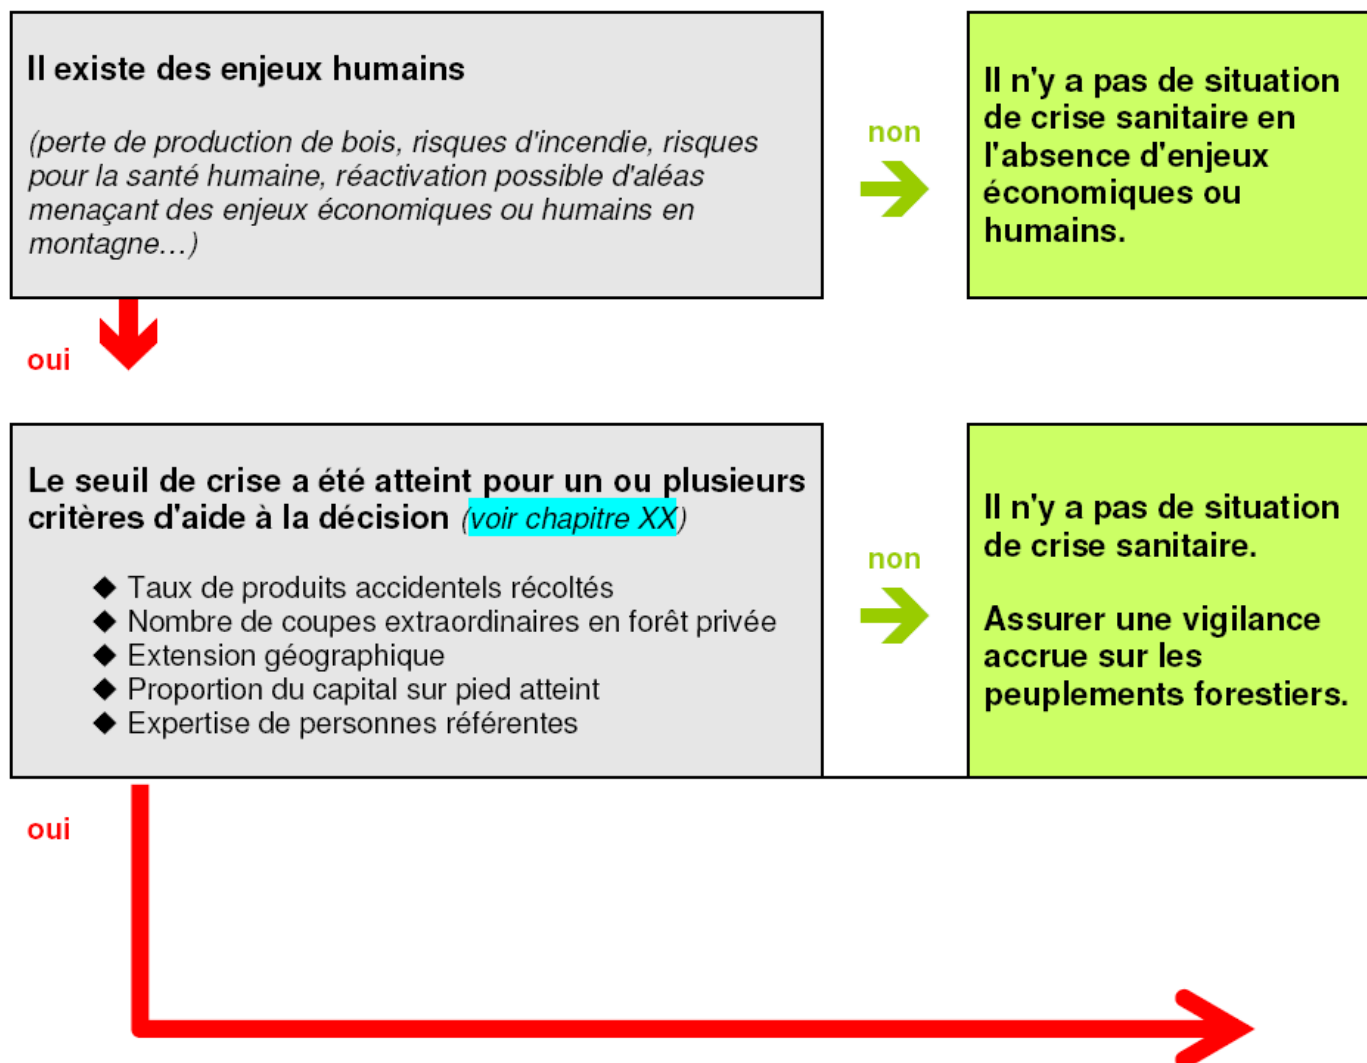 Il existe des enjeux humains
(perte de production de bois, risques d'incendie, risques
pour la santé humaine, réactivation possible d'aléas
menaçant des enjeux économiques ou humains en
montagne…)
non
Il n'y a pas de situation
de crise sanitaire en
l'absence d'enjeux
économiques ou
humains.
oui
Le seuil de crise a été atteint pour un ou plusieurs
critères d'aide à la décision (voir chapitre XX)
◆ Taux de produits accidentels récoltés
◆ Nombre de coupes extraordinaires en forêt privée
◆ Extension géographique
◆ Proportion du capital sur pied atteint
◆ Expertise de personnes référentes
non
Il n'y a pas de situation
de crise sanitaire.
Assurer une vigilance
accrue sur les
peuplements forestiers.
oui